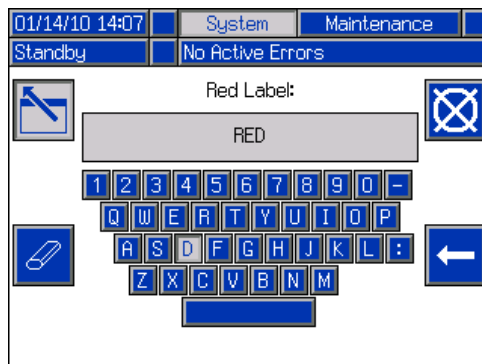 01/14/10 14:07 System Maintenance
Standby No Active Errors
Red Label:
RED
1 2 3 4 5 6 7 8 9 0 -
Q W E R T Y U I O P
A S D F G H J K L :
Z X C V B N M